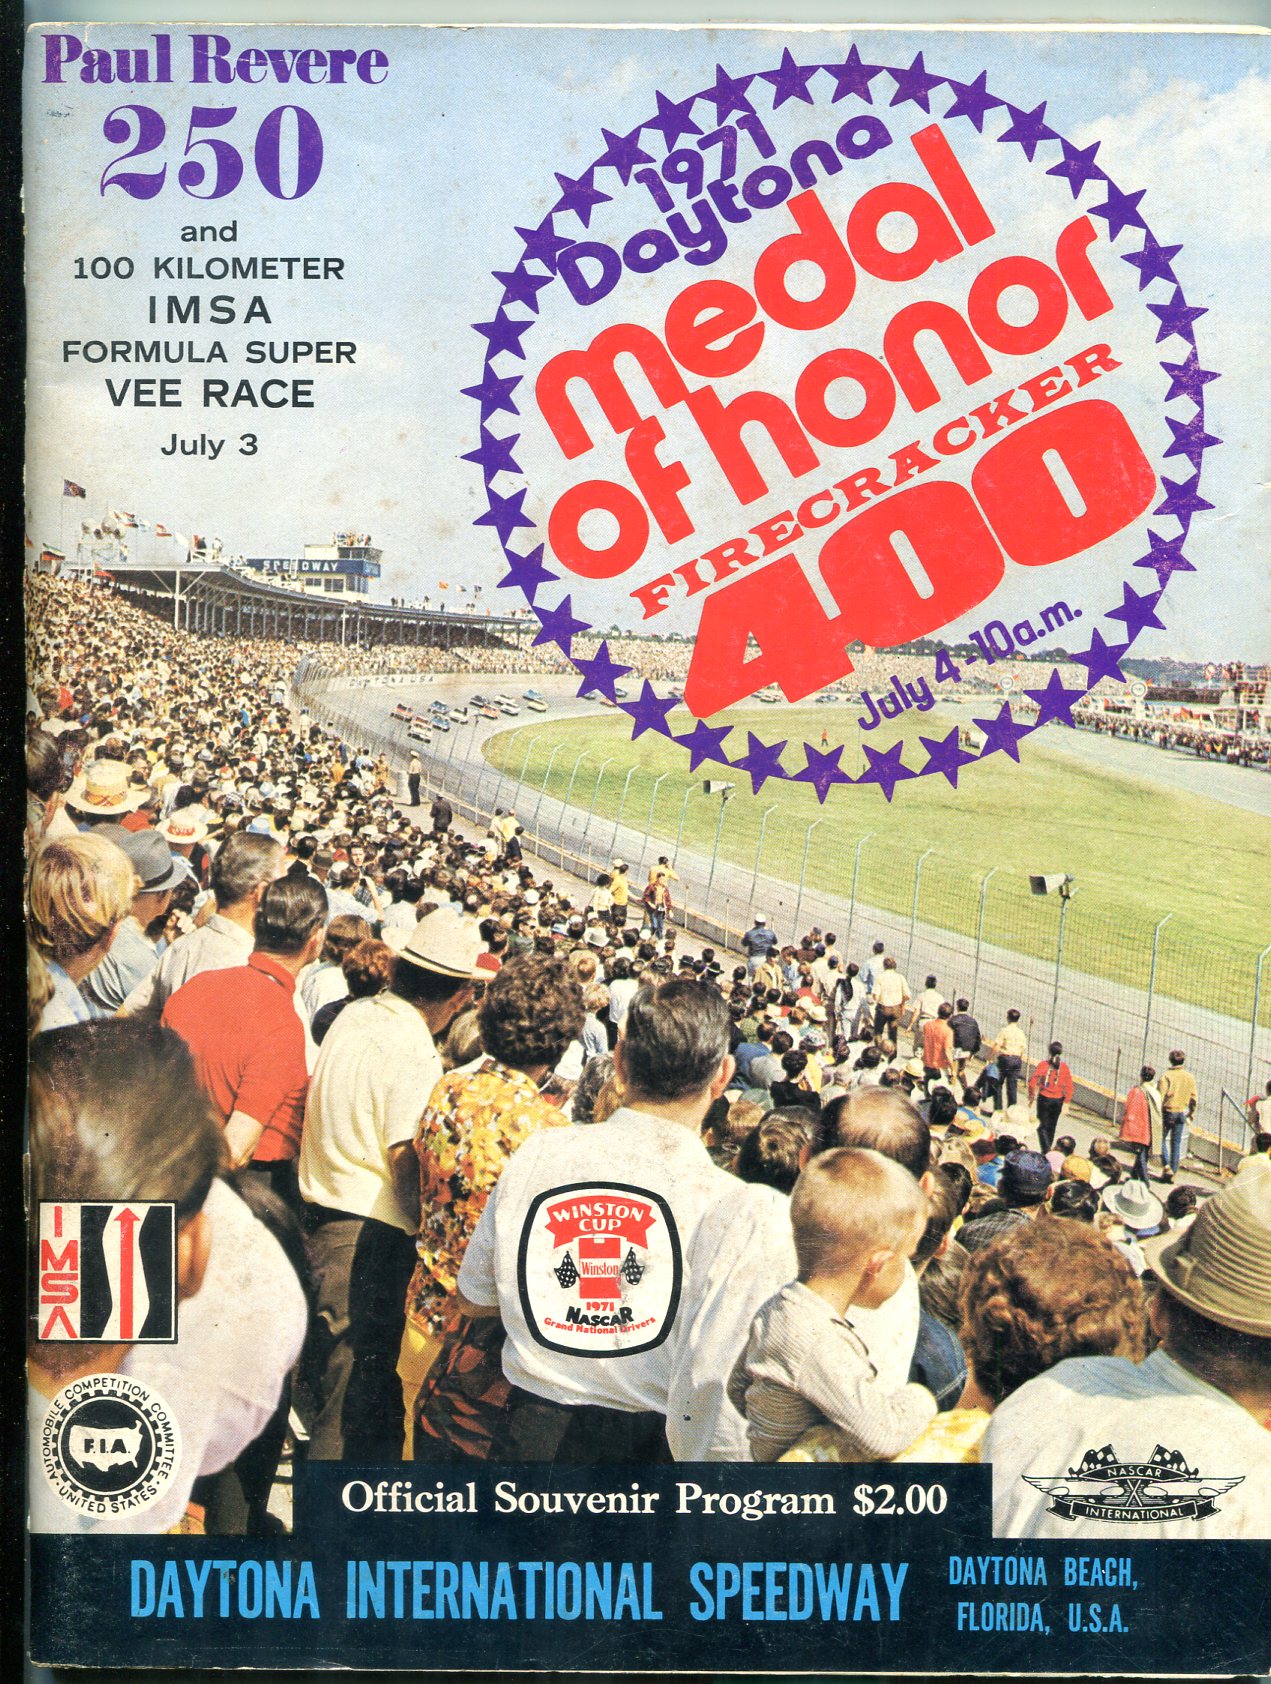 Paul Revere
250
and
100 KILOMETER
IMSA
FORMULA SUPER
VEE RACE
July 3
1971
Daytona
medal
of honor
FIRECRACKER
400
July 4-10a.m.
SPEEDWAY
DAYTONA U.S.A.
WINSTON
CUP
Winston
1971
NASCAR
Grand National Drivers
IMSA
AUTOMOBILE COMPETITION COMMITTEE
F.I.A.
UNITED STATES
Official Souvenir Program $2.00
NASCAR
INTERNATIONAL
DAYTONA INTERNATIONAL SPEEDWAY
DAYTONA BEACH,
FLORIDA, U.S.A.